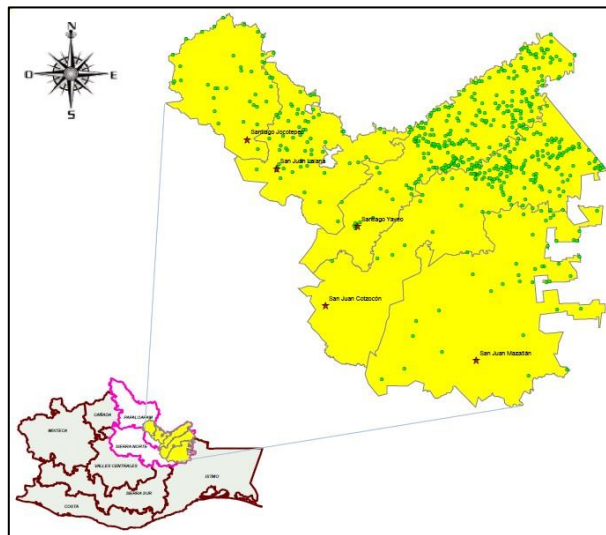 N
O E
S
Santiago Jocotepec
San Juan Lalana
Santiago Yaveo
San Juan Cotzocón
San Juan Mazatlán
CAÑADA
PAPALOAPAM
MIXTECA
SIERRA NORTE
VALLES CENTRALES
ISTMO
SIERRA SUR
COSTA